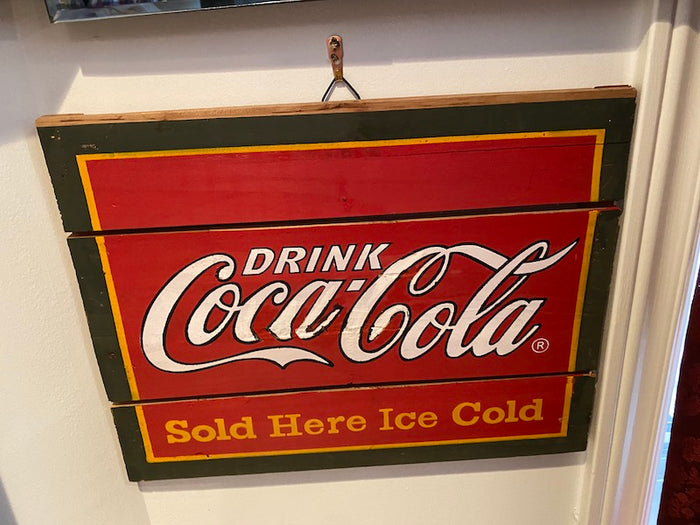 DRINK
Coca-Cola ®
Sold Here Ice Cold